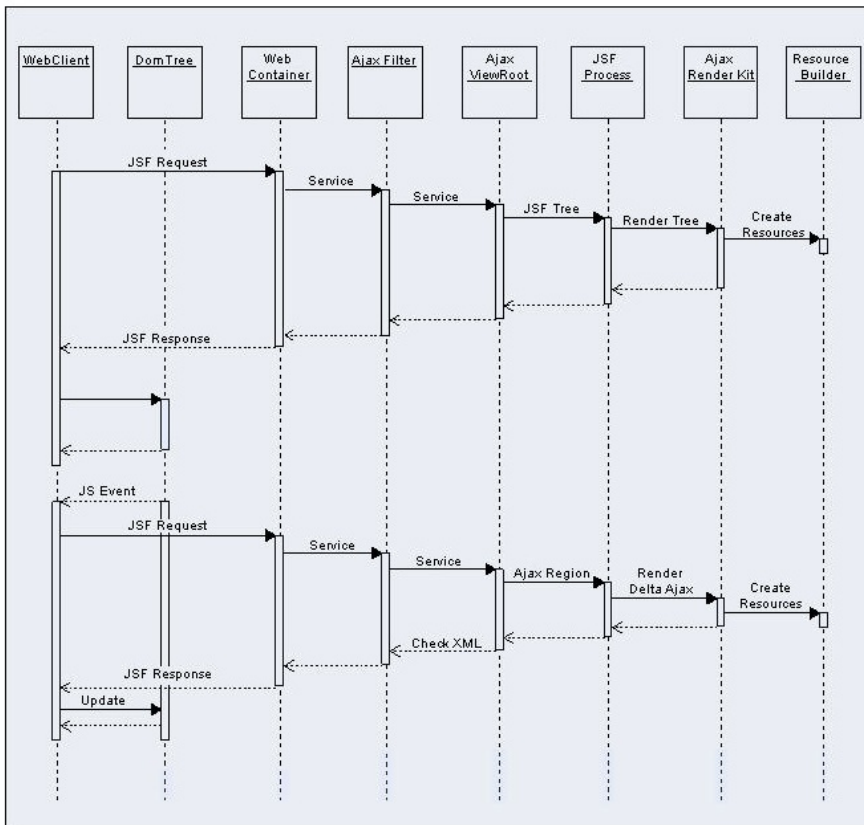 WebClient
DomTree
Web
Container
Ajax Filter
Ajax
ViewRoot
JSF
Process
Ajax
Render Kit
Resource
Builder
JSF Request
Service
Service
JSF Tree
Render Tree
Create
Resources
JSF Response
JS Event
JSF Request
Service
Service
Ajax Region
Render
Delta Ajax
Create
Resources
Check XML
JSF Response
Update